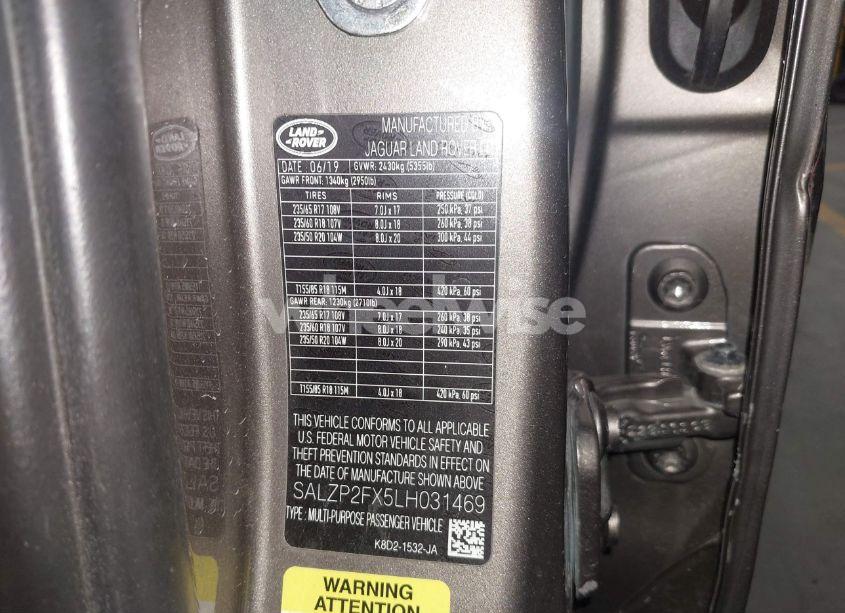 LAND ROVER
MANUFACTURED BY
JAGUAR LAND ROVER
DATE : 06/19 GVWR: 2430kg (5355lb)
GAWR FRONT: 1340kg (2950lb)
TIRES RIMS PRESSURE (COLD)
235/65 R17 108V 7.0J x 17 250 kPa, 37 psi
235/60 R18 107V 8.0J x 18 260 kPa, 38 psi
235/50 R20 104W 8.0J x 20 300 kPa, 44 psi
T155/85 R18 115M 4.0J x 18 420 kPa, 60 psi
GAWR REAR: 1230kg (2710lb)
235/65 R17 108V 7.0J x 17 260 kPa, 38 psi
235/60 R18 107V 8.0J x 18 240 kPa, 35 psi
235/50 R20 104W 8.0J x 20 290 kPa, 43 psi
T155/85 R18 115M 4.0J x 18 420 kPa, 60 psi
wheelwise
THIS VEHICLE CONFORMS TO ALL APPLICABLE
U.S. FEDERAL MOTOR VEHICLE SAFETY AND
THEFT PREVENTION STANDARDS IN EFFECT ON
THE DATE OF MANUFACTURE SHOWN ABOVE
SALZP2FX5LH031469
TYPE : MULTI-PURPOSE PASSENGER VEHICLE
K8D2-1532-JA
WARNING
ATTENTION